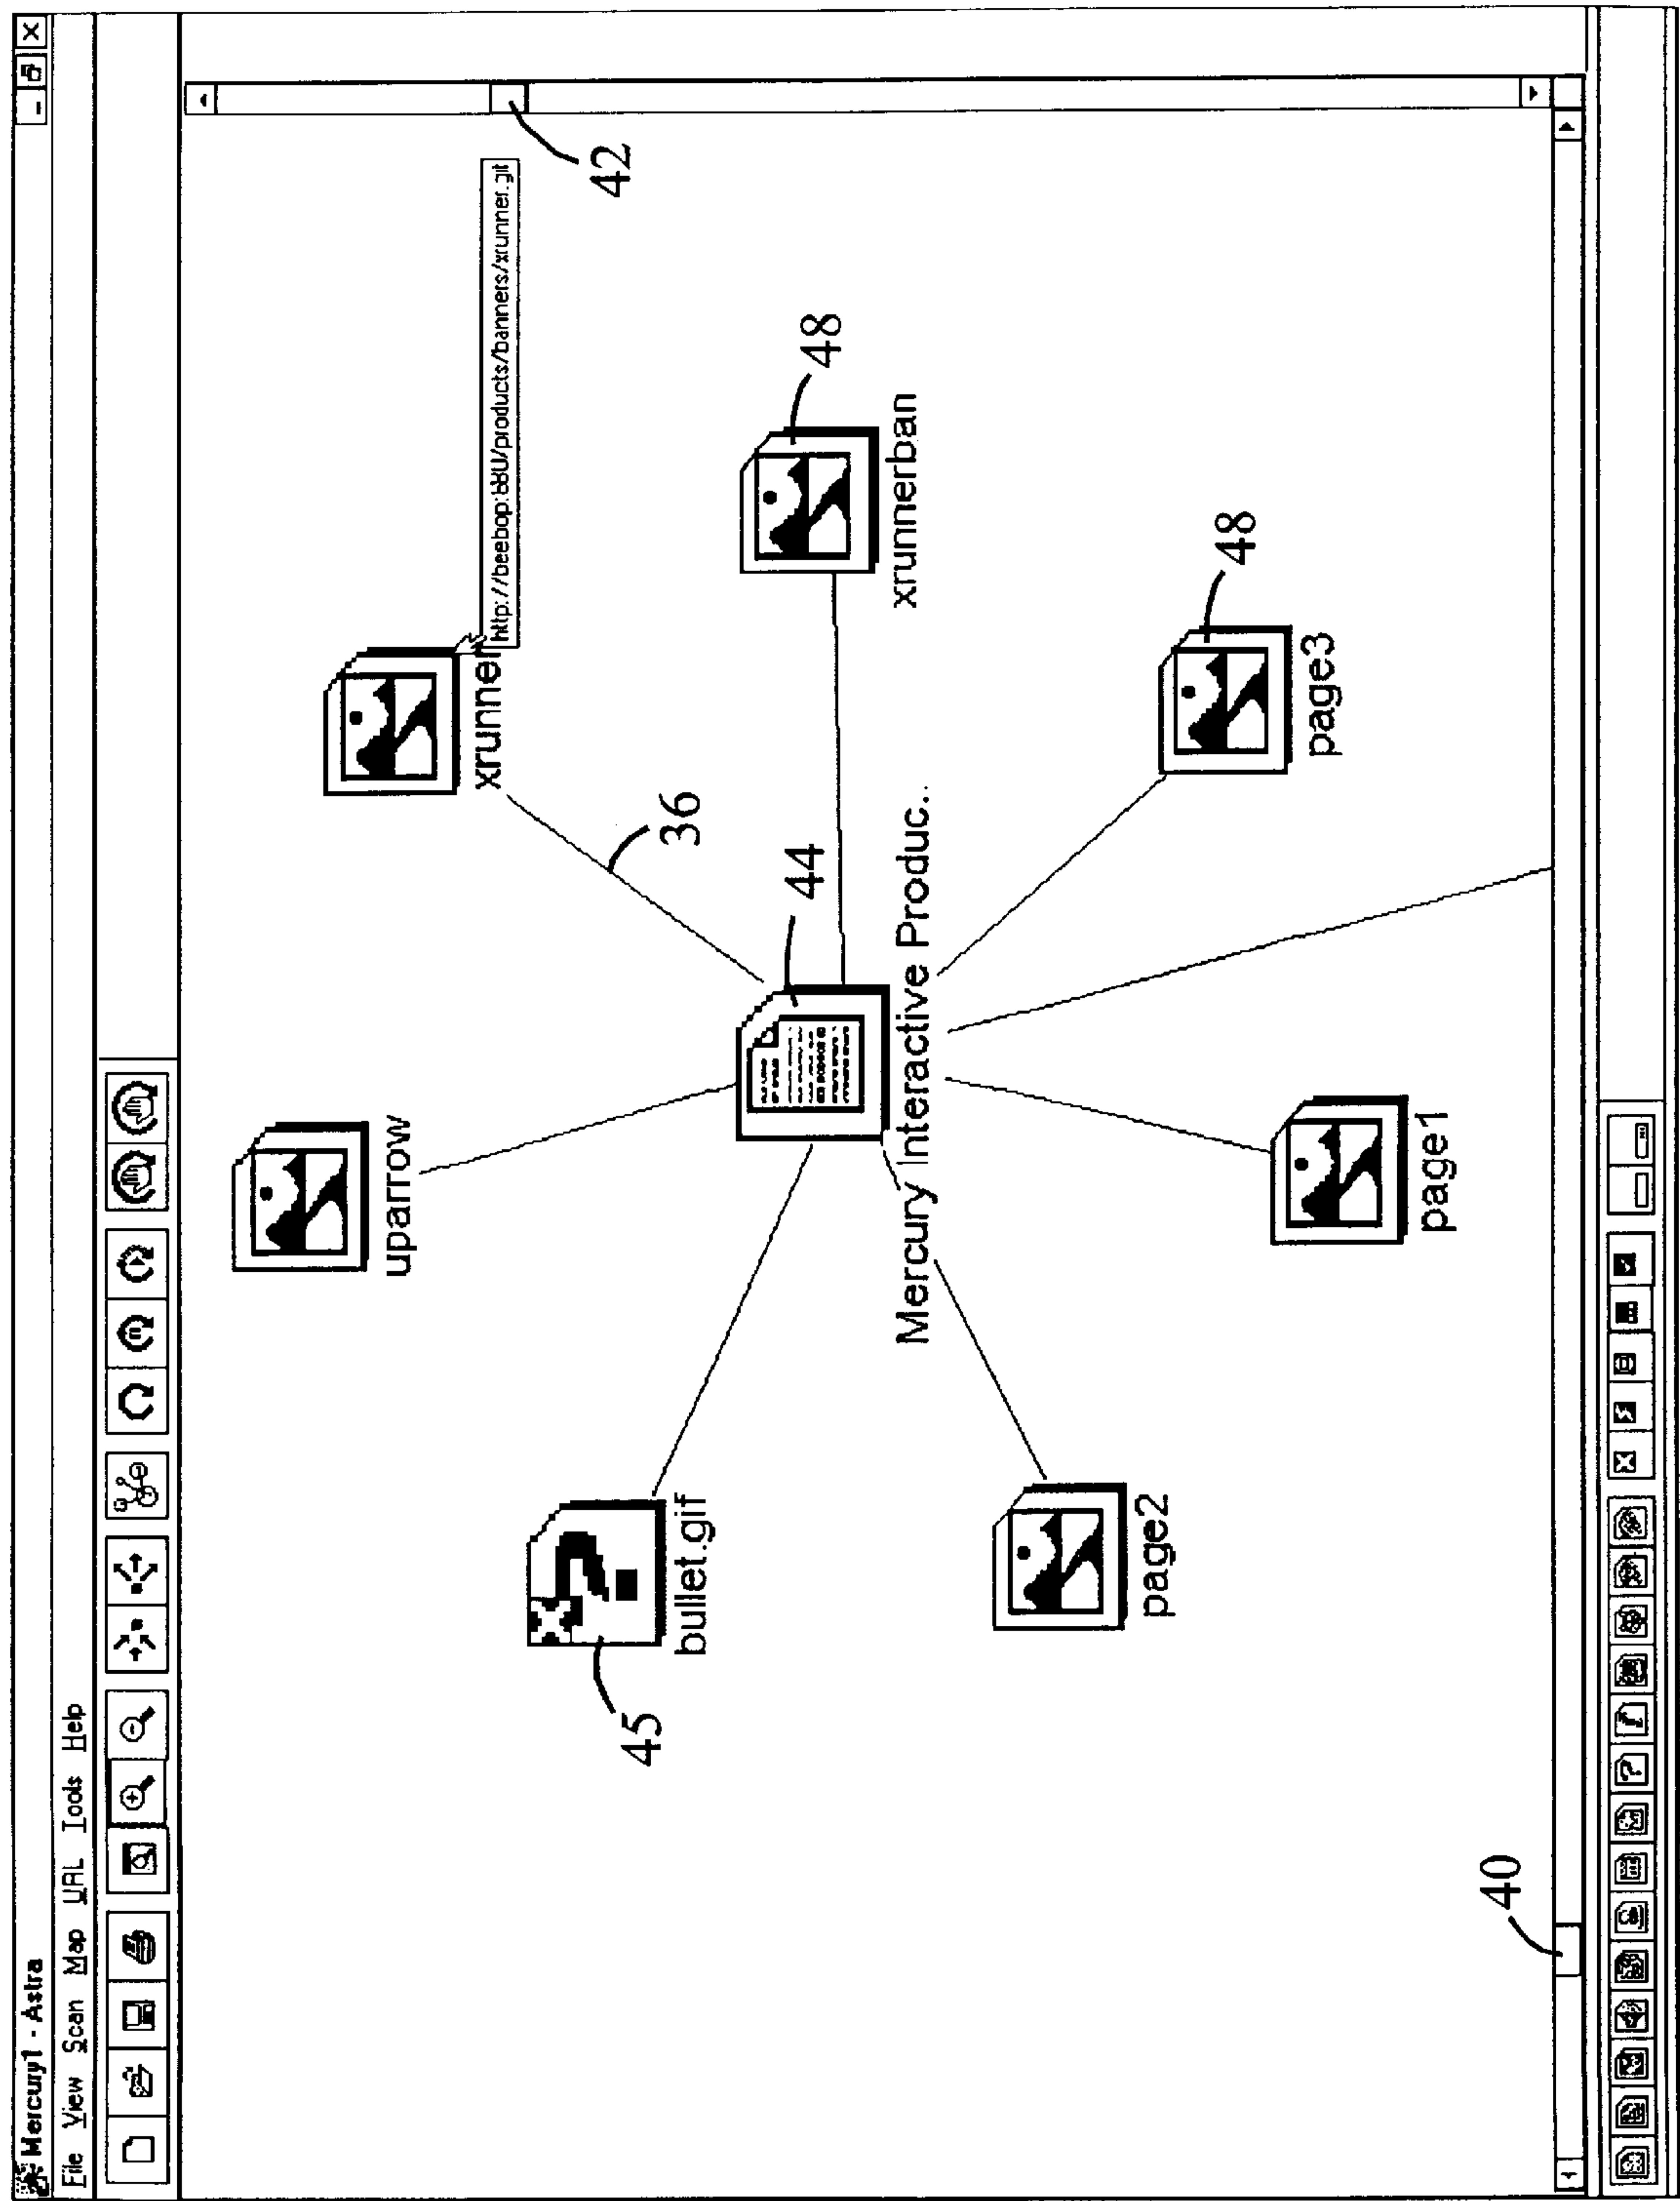 Mercury1 - Astra
File View Scan Map URL Tools Help
uparrow
xrunner
http://beebop:880/products/banners/xrunner.gif
42
bullet.gif
45
36
44
48
xrunnerban
Mercury Interactive Produc..
48
page2
page3
page1
40